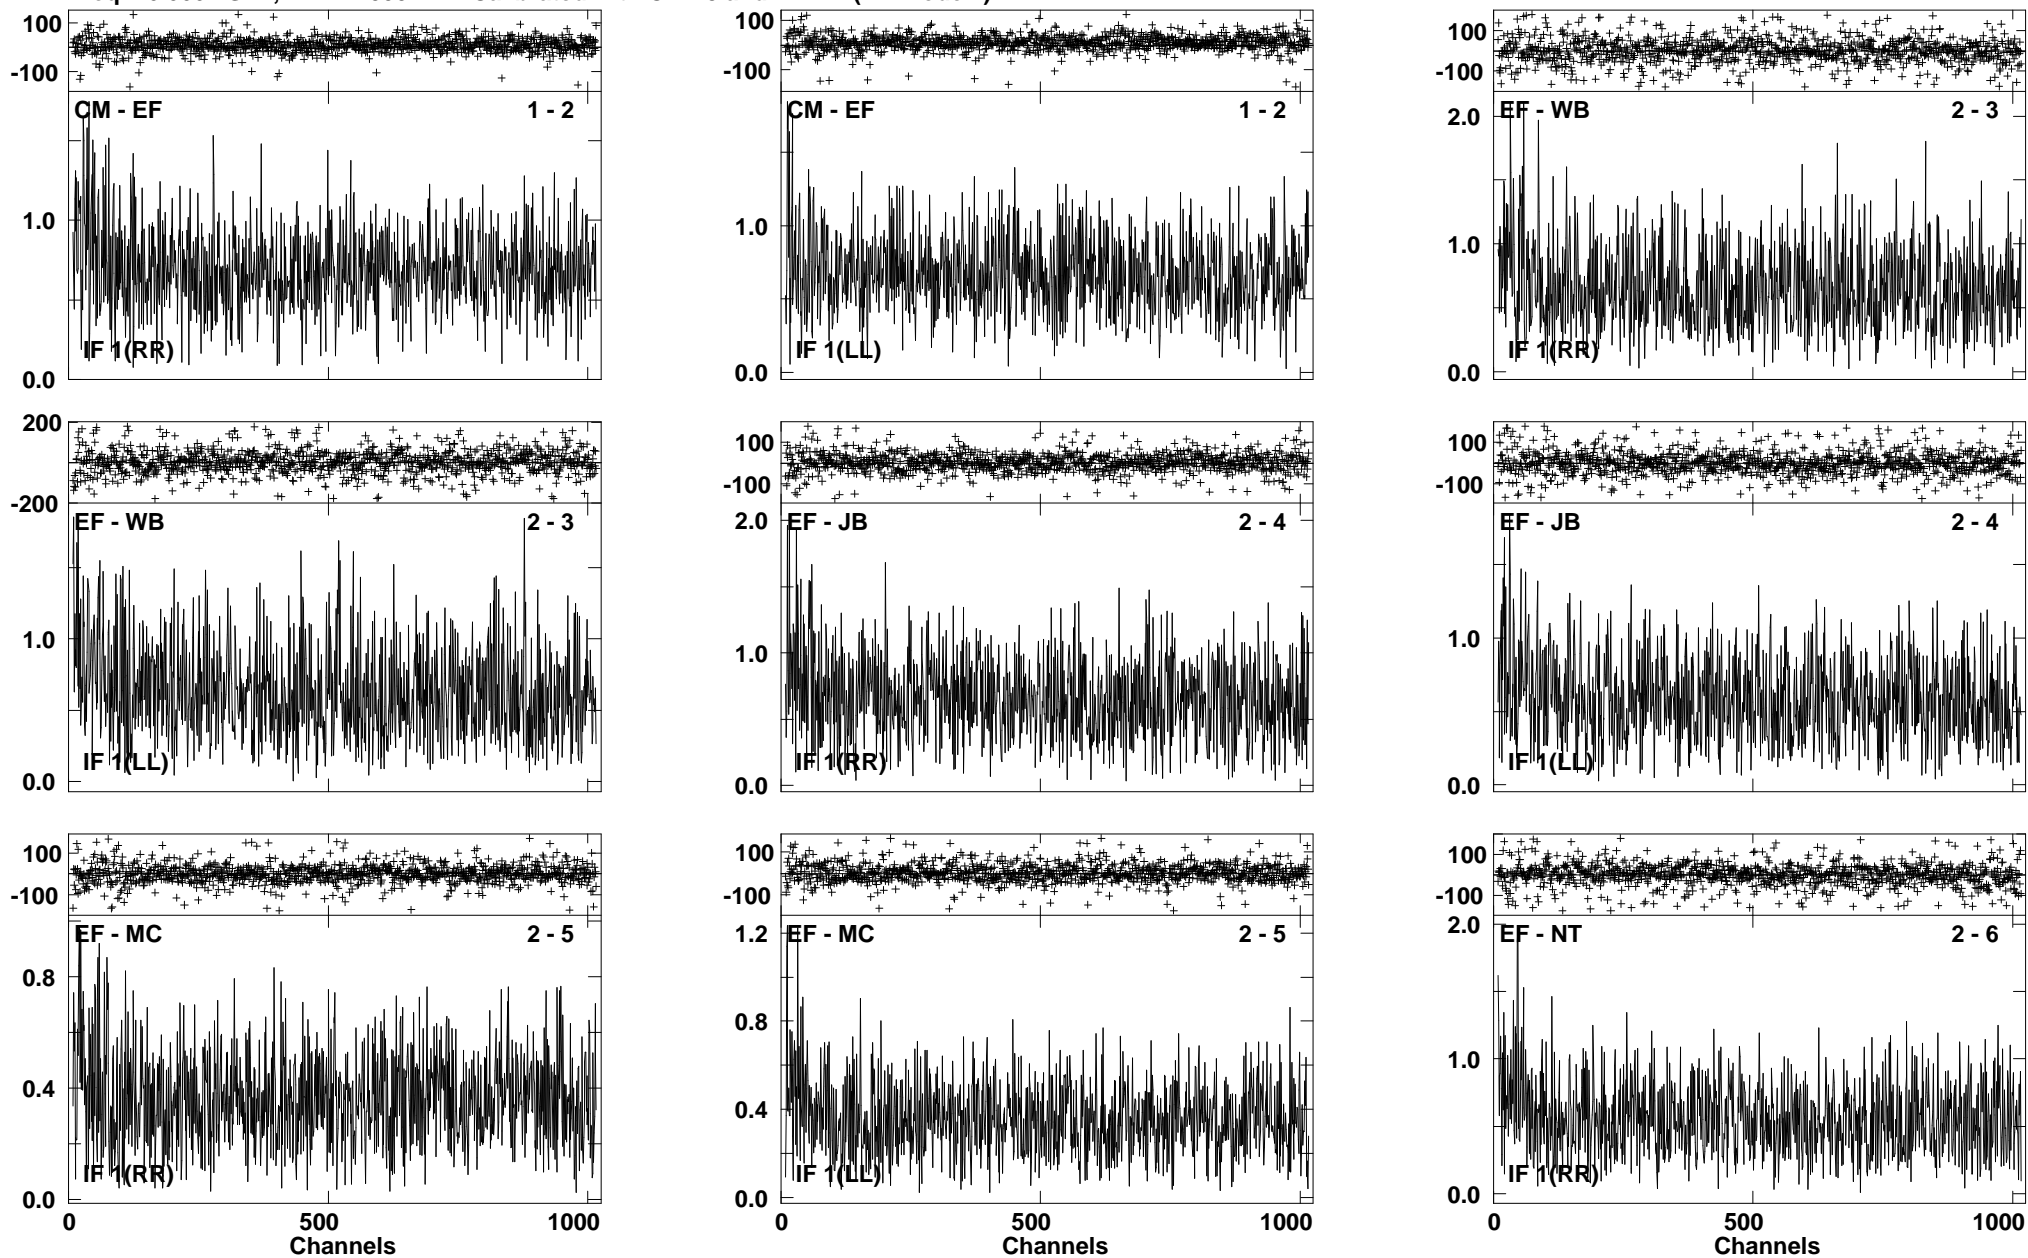 100
-100
CM - EF 1 - 2
1.0
IF 1(RR)
0.0
100
-100
CM - EF 1 - 2
1.0
IF 1(LL)
0.0
100
-100
2.0 EF - WB 2 - 3
1.0
IF 1(RR)
0.0
200
-200
EF - WB 2 - 3
1.0
IF 1(LL)
0.0
100
-100
2.0 EF - JB 2 - 4
1.0
IF 1(RR)
0.0
100
-100
EF - JB 2 - 4
1.0
IF 1(LL)
0.0
100
-100
EF - MC 2 - 5
0.8
0.4
IF 1(RR)
0.0
0 500 1000
Channels
100
-100
1.2 EF - MC 2 - 5
0.8
0.4
IF 1(LL)
0.0
0 500 1000
Channels
100
-100
2.0 EF - NT 2 - 6
1.0
IF 1(RR)
0.0
0 500 1000
Channels